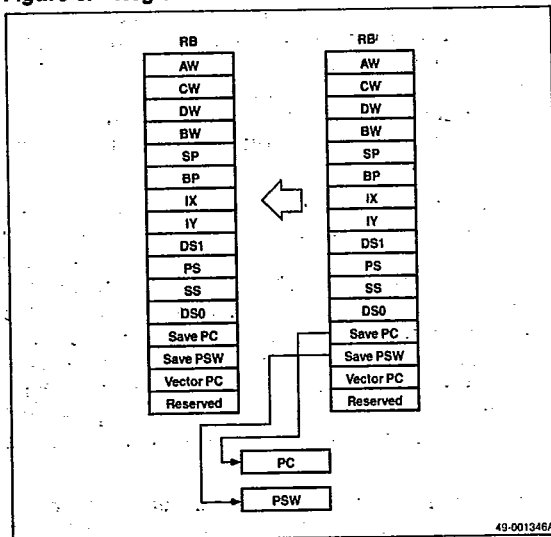 RB
AW
CW
DW
BW
SP
BP
IX
IY
DS1
PS
SS
DS0
Save PC
Save PSW
Vector PC
Reserved
RB
AW
CW
DW
BW
SP
BP
IX
IY
DS1
PS
SS
DS0
Save PC
Save PSW
Vector PC
Reserved
PC
PSW
49-001346A